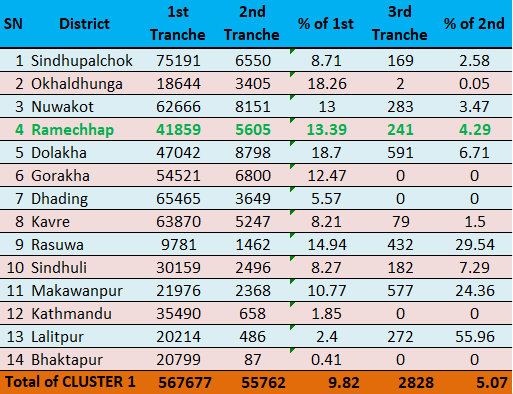 SN District 1st Tranche 2nd Tranche % of 1st 3rd Tranche % of 2nd
1 Sindhupalchok 75191 6550 8.71 169 2.58
2 Okhaldhunga 18644 3405 18.26 2 0.05
3 Nuwakot 62666 8151 13 283 3.47
4 Ramechhap 41859 5605 13.39 241 4.29
5 Dolakha 47042 8798 18.7 591 6.71
6 Gorakha 54521 6800 12.47 0 0
7 Dhading 65465 3649 5.57 0 0
8 Kavre 63870 5247 8.21 79 1.5
9 Rasuwa 9781 1462 14.94 432 29.54
10 Sindhuli 30159 2496 8.27 182 7.29
11 Makawanpur 21976 2368 10.77 577 24.36
12 Kathmandu 35490 658 1.85 0 0
13 Lalitpur 20214 486 2.4 272 55.96
14 Bhaktapur 20799 87 0.41 0 0
Total of CLUSTER 1 567677 55762 9.82 2828 5.07